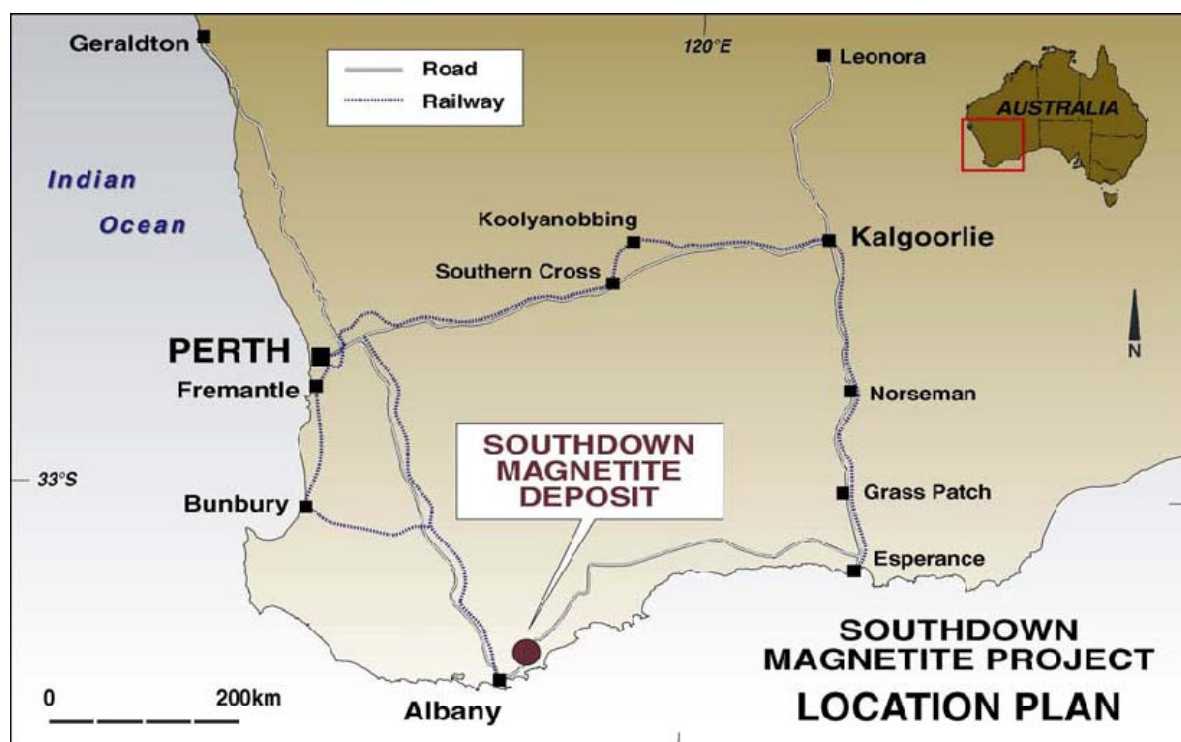 Geraldton
Road
Railway
120°E
Leonora
AUSTRALIA
Indian
Ocean
Koolyanobbing
Kalgoorlie
Southern Cross
PERTH
Fremantle
N
Norseman
SOUTHDOWN
MAGNETITE
DEPOSIT
33°S
Bunbury
Grass Patch
Esperance
SOUTHDOWN
MAGNETITE PROJECT
LOCATION PLAN
0 200km
Albany